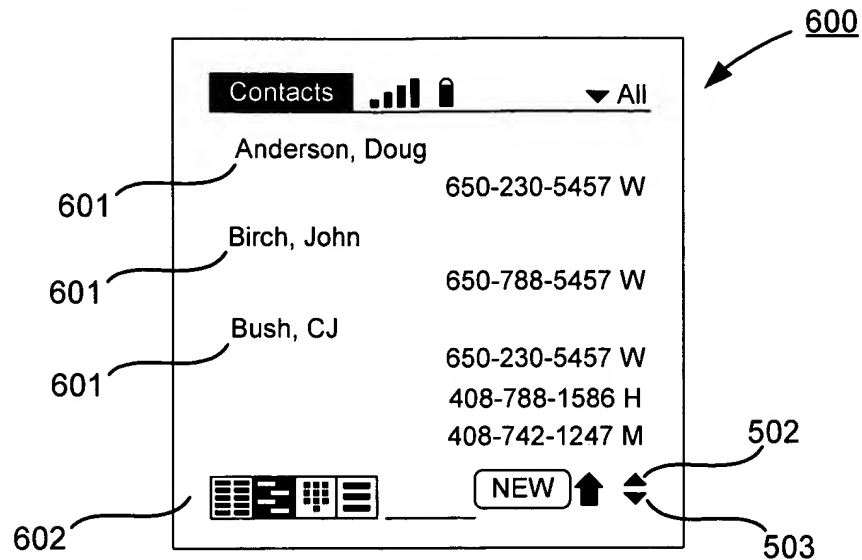 600
Contacts All
Anderson, Doug
601
650-230-5457 W
Birch, John
601
650-788-5457 W
Bush, CJ
601
650-230-5457 W
408-788-1586 H
408-742-1247 M
502
NEW
602
503